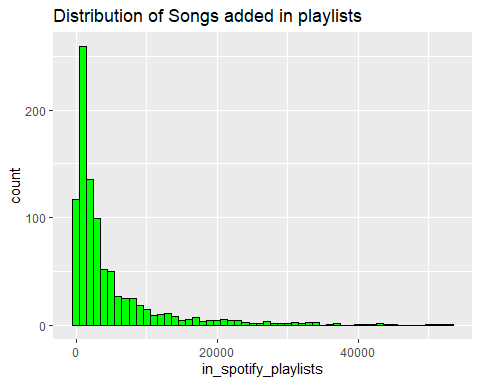 Distribution of Songs added in playlists
count
200
100
0
0
20000
40000
in_spotify_playlists